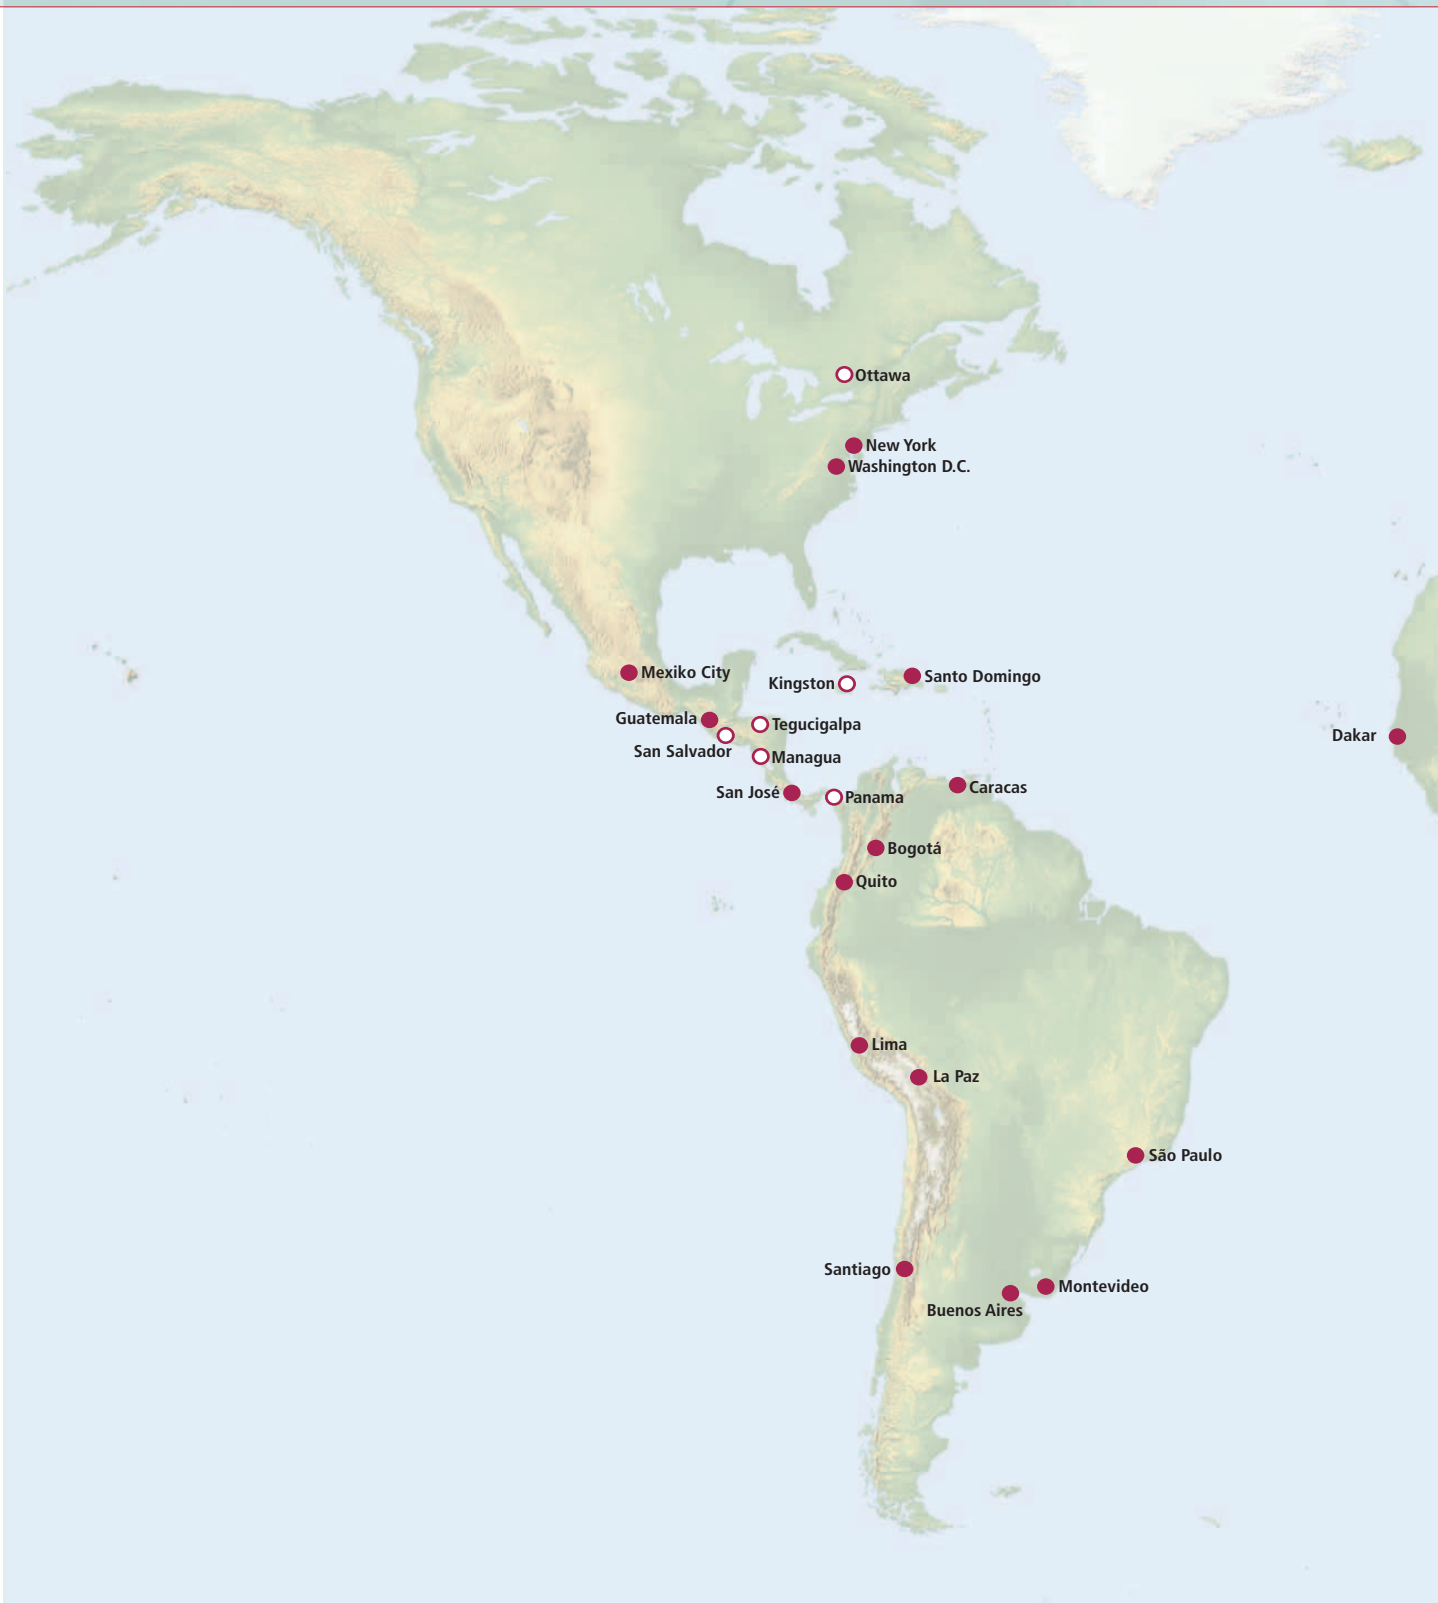 Ottawa
New York
Washington D.C.
Mexiko City
Santo Domingo
Kingston
Guatemala
Tegucigalpa
Dakar
San Salvador
Managua
Caracas
San José
Panama
Bogotá
Quito
Lima
La Paz
São Paulo
Santiago
Montevideo
Buenos Aires